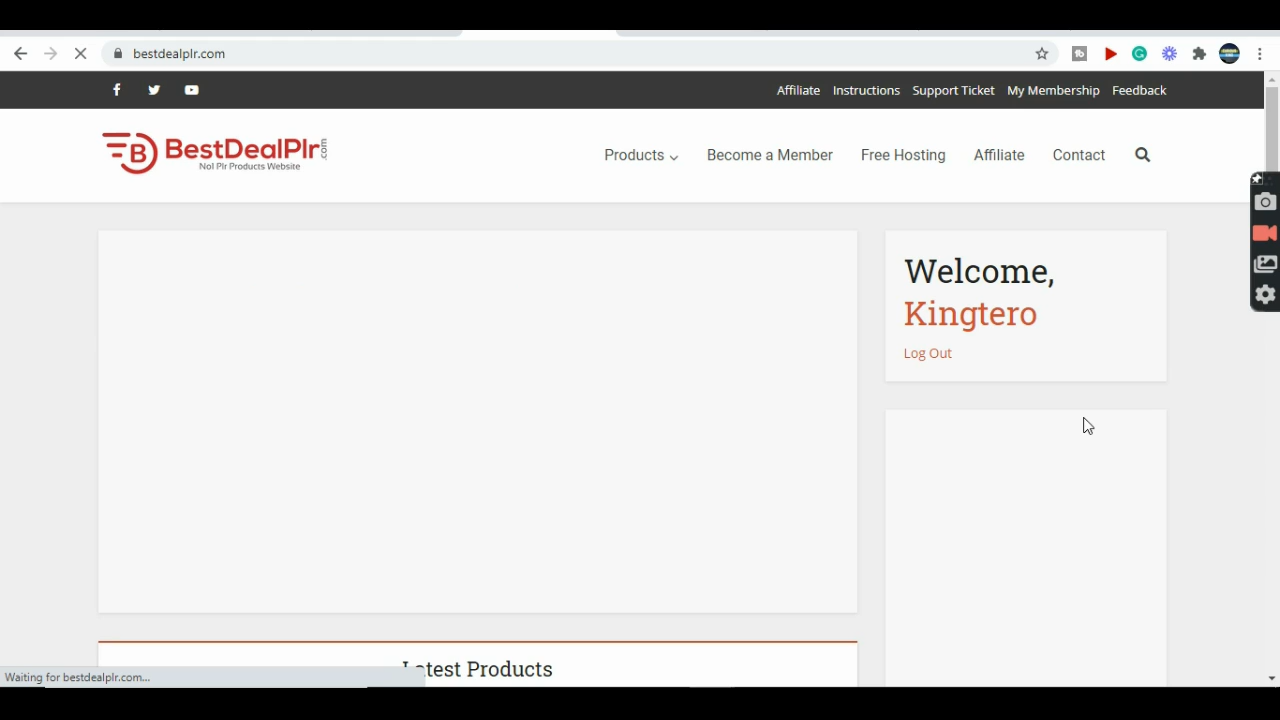 bestdealplr.com
Affiliate Instructions Support Ticket My Membership Feedback
BestDealPlr.com
No1 Plr Products Website
Products Become a Member Free Hosting Affiliate Contact
Welcome,
Kingtero
Log Out
Latest Products
Waiting for bestdealplr.com...